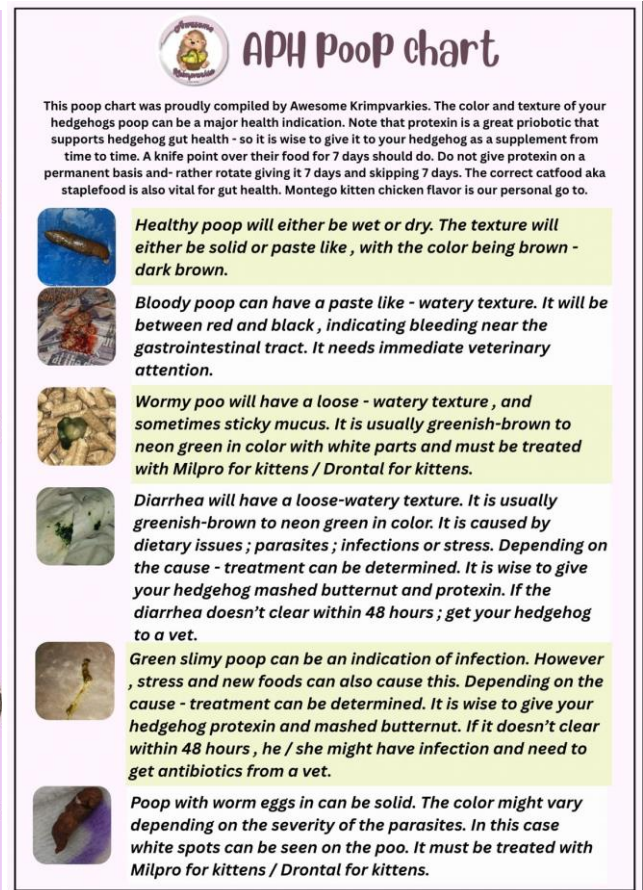 Awesome
Krimpvarkies
APH Poop chart
This poop chart was proudly compiled by Awesome Krimpvarkies. The color and texture of your
hedgehogs poop can be a major health indication. Note that protexin is a great priobotic that
supports hedgehog gut health - so it is wise to give it to your hedgehog as a supplement from
time to time. A knife point over their food for 7 days should do. Do not give protexin on a
permanent basis and- rather rotate giving it 7 days and skipping 7 days. The correct catfood aka
staplefood is also vital for gut health. Montego kitten chicken flavor is our personal go to.
Healthy poop will either be wet or dry. The texture will
either be solid or paste like , with the color being brown -
dark brown.
Bloody poop can have a paste like - watery texture. It will be
between red and black , indicating bleeding near the
gastrointestinal tract. It needs immediate veterinary
attention.
Wormy poo will have a loose - watery texture , and
sometimes sticky mucus. It is usually greenish-brown to
neon green in color with white parts and must be treated
with Milpro for kittens / Drontal for kittens.
Diarrhea will have a loose-watery texture. It is usually
greenish-brown to neon green in color. It is caused by
dietary issues ; parasites ; infections or stress. Depending on
the cause - treatment can be determined. It is wise to give
your hedgehog mashed butternut and protexin. If the
diarrhea doesn't clear within 48 hours ; get your hedgehog
to a vet.
Green slimy poop can be an indication of infection. However
, stress and new foods can also cause this. Depending on the
cause - treatment can be determined. It is wise to give your
hedgehog protexin and mashed butternut. If it doesn't clear
within 48 hours , he / she might have infection and need to
get antibiotics from a vet.
Poop with worm eggs in can be solid. The color might vary
depending on the severity of the parasites. In this case
white spots can be seen on the poo. It must be treated with
Milpro for kittens / Drontal for kittens.